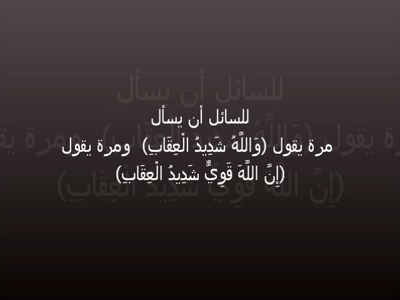 للسائل أن يسأل
مرة يقول (وَاللَّهُ شَدِيدُ الْعِقَابِ) ومرة يقول
(إِنَّ اللَّهَ قَوِيٌّ شَدِيدُ الْعِقَابِ)